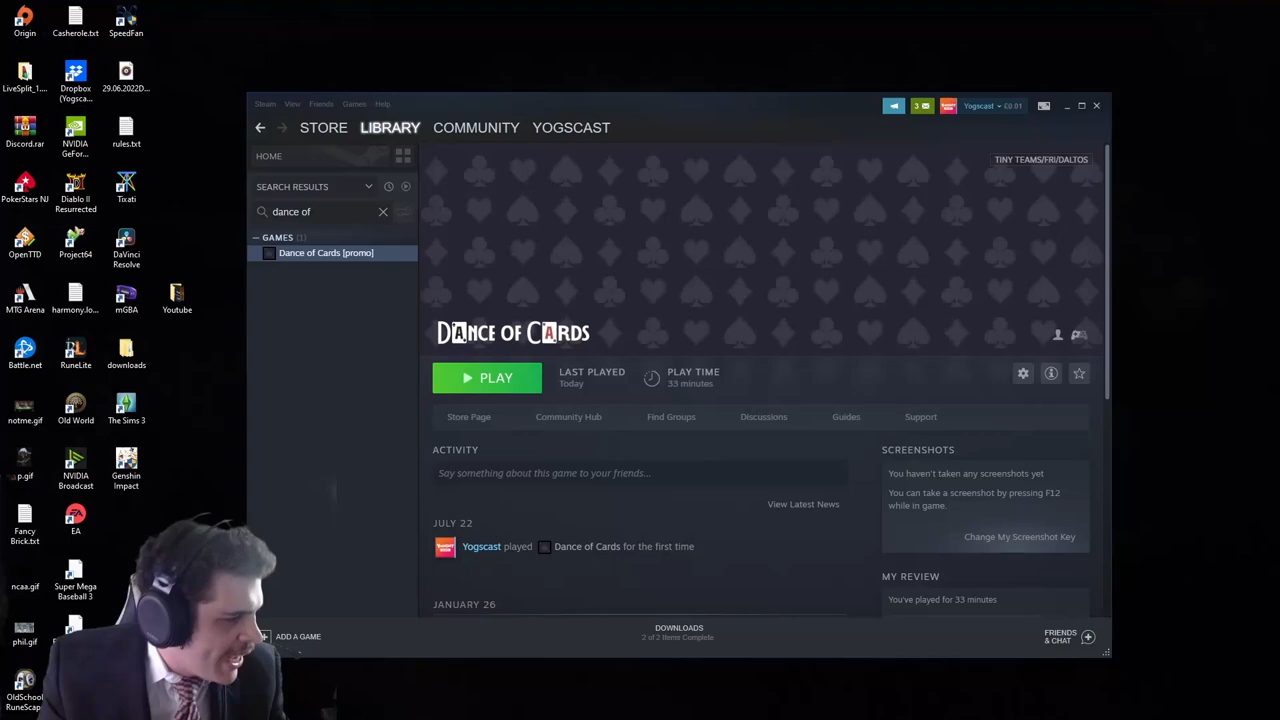 Origin
Casherole.txt
SpeedFan
LiveSplit_1....
Dropbox (Yogsca...
29.06.2022D...
Discord.rar
NVIDIA GeFor...
rules.txt
PokerStars NJ
Diablo II Resurrected
Tixati
OpenTTD
Project64
DaVinci Resolve
MTG Arena
harmony.lo...
mGBA
Youtube
Battle.net
RuneLite
downloads
notme.gif
Old World
The Sims 3
p.gif
NVIDIA Broadcast
Genshin Impact
Fancy Brick.txt
EA
ncaa.gif
Super Mega Baseball 3
phil.gif
OldSchool RuneScap...
Steam View Friends Games Help
3
Yogscast £0.01
STORE LIBRARY COMMUNITY YOGSCAST
HOME
SEARCH RESULTS
dance of
GAMES (1)
Dance of Cards [promo]
TINY TEAMS/FRI/DALTOS
DANCE OF CARDS
PLAY
LAST PLAYED
Today
PLAY TIME
33 minutes
Store Page Community Hub Find Groups Discussions Guides Support
ACTIVITY
Say something about this game to your friends...
View Latest News
JULY 22
Yogscast played Dance of Cards for the first time
JANUARY 26
SCREENSHOTS
You haven't taken any screenshots yet
You can take a screenshot by pressing F12
while in game.
Change My Screenshot Key
MY REVIEW
You've played for 33 minutes
ADD A GAME
DOWNLOADS
2 of 2 Items Complete
FRIENDS
& CHAT